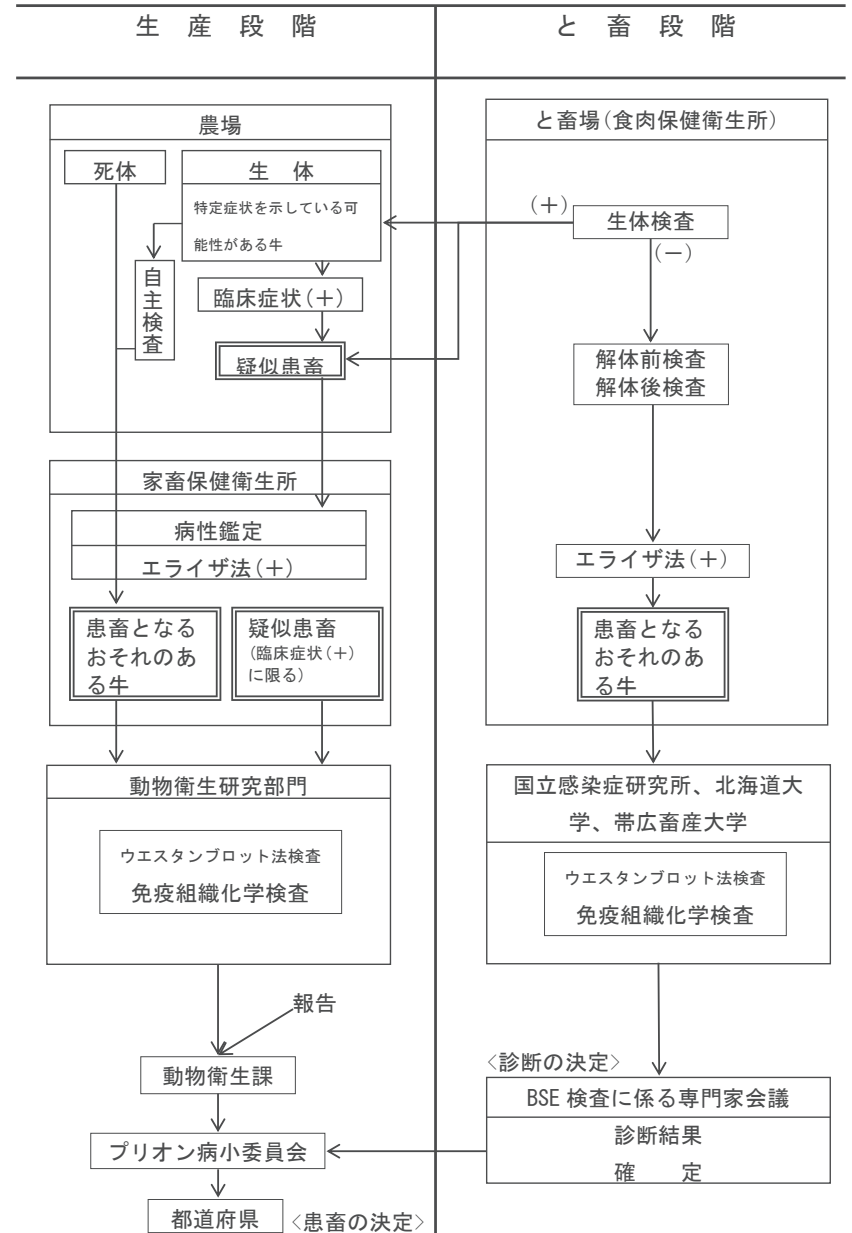 生 産 段 階
農場
死体
生 体
特定症状を示している可
能性がある牛
自主検査
臨床症状(＋)
疑似患畜
家畜保健衛生所
病性鑑定
エライザ法(＋)
患畜となる
おそれのあ
る牛
疑似患畜
(臨床症状(＋)
に限る)
動物衛生研究部門
ウエスタンブロット法検査
免疫組織化学検査
報告
動物衛生課
プリオン病小委員会
都道府県
〈患畜の決定〉
と 畜 段 階
と畜場(食肉保健衛生所)
(＋)
生体検査
(－)
解体前検査
解体後検査
エライザ法(＋)
患畜となる
おそれのあ
る牛
国立感染症研究所、北海道大
学、帯広畜産大学
ウエスタンブロット法検査
免疫組織化学検査
〈診断の決定〉
BSE 検査に係る専門家会議
診断結果
確 定